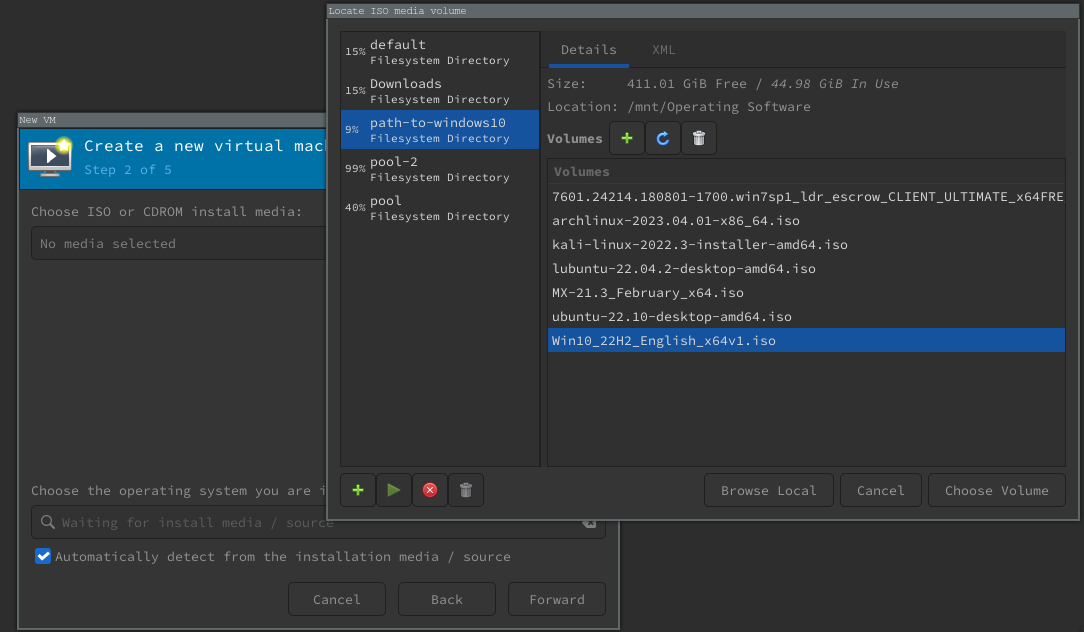 Locate ISO media volume
15% default
Filesystem Directory
15% Downloads
Filesystem Directory
9% path-to-windows10
Filesystem Directory
99% pool-2
Filesystem Directory
40% pool
Filesystem Directory
Details XML
Size: 411.01 GiB Free / 44.98 GiB In Use
Location: /mnt/Operating Software
Volumes
Volumes
7601.24214.180801-1700.win7sp1_ldr_escrow_CLIENT_ULTIMATE_x64FRE
archlinux-2023.04.01-x86_64.iso
kali-linux-2022.3-installer-amd64.iso
lubuntu-22.04.2-desktop-amd64.iso
MX-21.3_February_x64.iso
ubuntu-22.10-desktop-amd64.iso
Win10_22H2_English_x64v1.iso
Browse Local Cancel Choose Volume
New VM
Create a new virtual mac
Step 2 of 5
Choose ISO or CDROM install media:
No media selected
Choose the operating system you are i
Waiting for install media / source
Automatically detect from the installation media / source
Cancel Back Forward